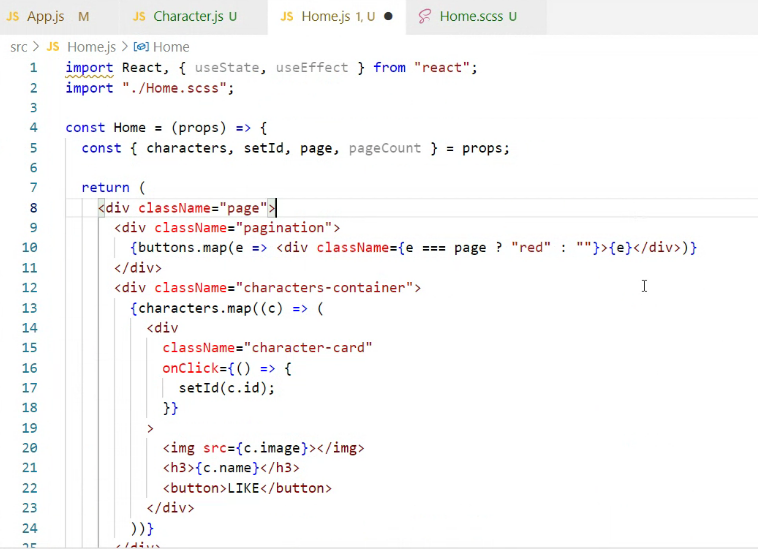 JS App.js M JS Character.js U JS Home.js 1, U Home.scss U
src > JS Home.js > Home
1 import React, { useState, useEffect } from "react";
2 import "./Home.scss";
3
4 const Home = (props) => {
5 const { characters, setId, page, pageCount } = props;
6
7 return (
8 <div className="page">
9 <div className="pagination">
10 {buttons.map(e => <div className={e === page ? "red" : ""}>{e}</div>)}
11 </div>
12 <div className="characters-container">
13 {characters.map((c) => (
14 <div
15 className="character-card"
16 onClick={() => {
17 setId(c.id);
18 }}
19 >
20 <img src={c.image}></img>
21 <h3>{c.name}</h3>
22 <button>LIKE</button>
23 </div>
24 ))}
25 </div>